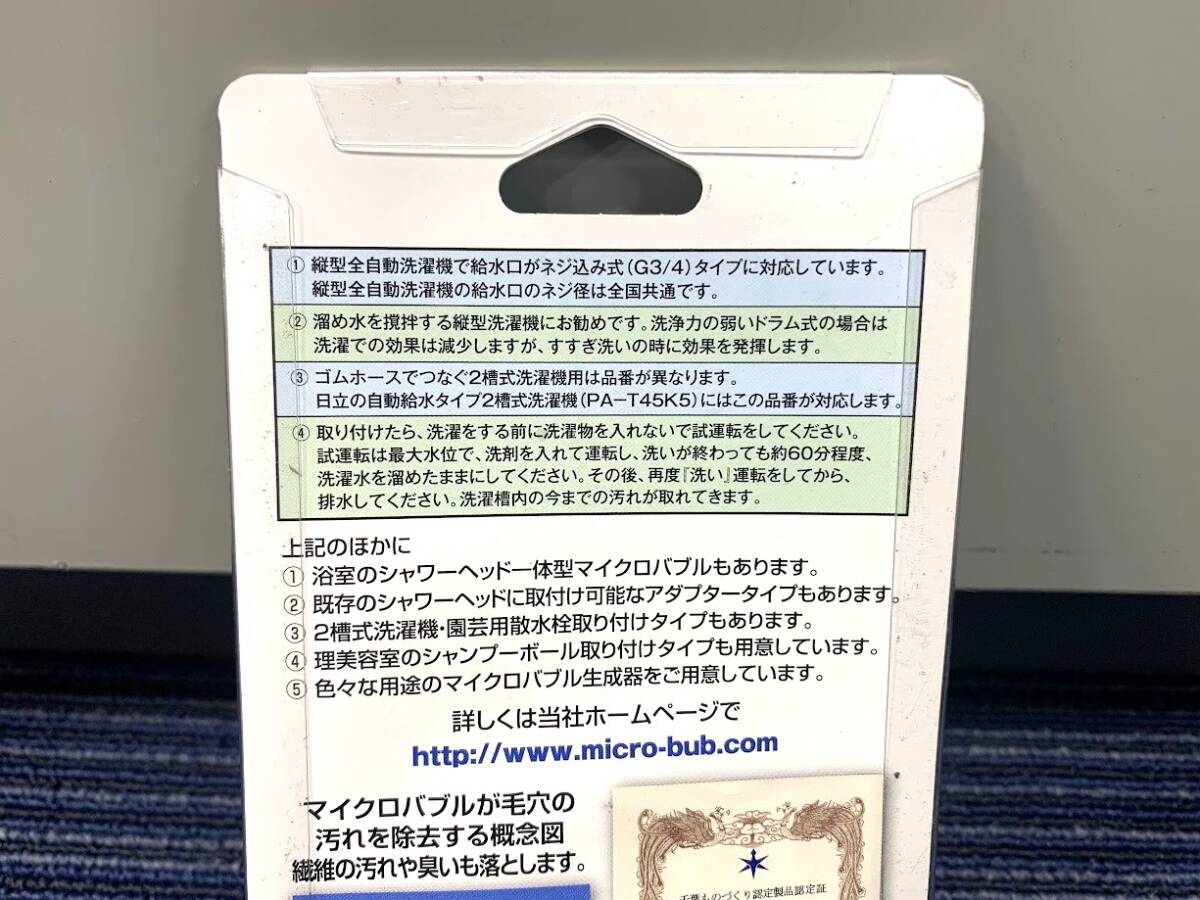 ① 縦型全自動洗濯機で給水口がネジ込み式(G3/4)タイプに対応しています。
縦型全自動洗濯機の給水口のネジ径は全国共通です。
② 溜め水を撹拌する縦型洗濯機にお勧めです。洗浄力の弱いドラム式の場合は
洗濯での効果は減少しますが、すすぎ洗いの時に効果を発揮します。
③ ゴムホースでつなぐ2槽式洗濯機用は品番が異なります。
日立の自動給水タイプ2槽式洗濯機(PA-T45K5)にはこの品番が対応します。
④ 取り付けたら、洗濯をする前に洗濯物を入れないで試運転をしてください。
試運転は最大水位で、洗剤を入れて運転し、洗いが終わっても約60分程度、
洗濯水を溜めたままにしてください。その後、再度『洗い』運転をしてから、
排水してください。洗濯槽内の今までの汚れが取れてきます。
上記のほかに
① 浴室のシャワーヘッド一体型マイクロバブルもあります。
② 既存のシャワーヘッドに取付け可能なアダプタータイプもあります。
③ 2槽式洗濯機・園芸用散水栓取り付けタイプもあります。
④ 理美容室のシャンプーボール取り付けタイプも用意しています。
⑤ 色々な用途のマイクロバブル生成器をご用意しています。
詳しくは当社ホームページで
http://www.micro-bub.com
マイクロバブルが毛穴の
汚れを除去する概念図
繊維の汚れや臭いも落とします。
千葉ものづくり認定製品認定証